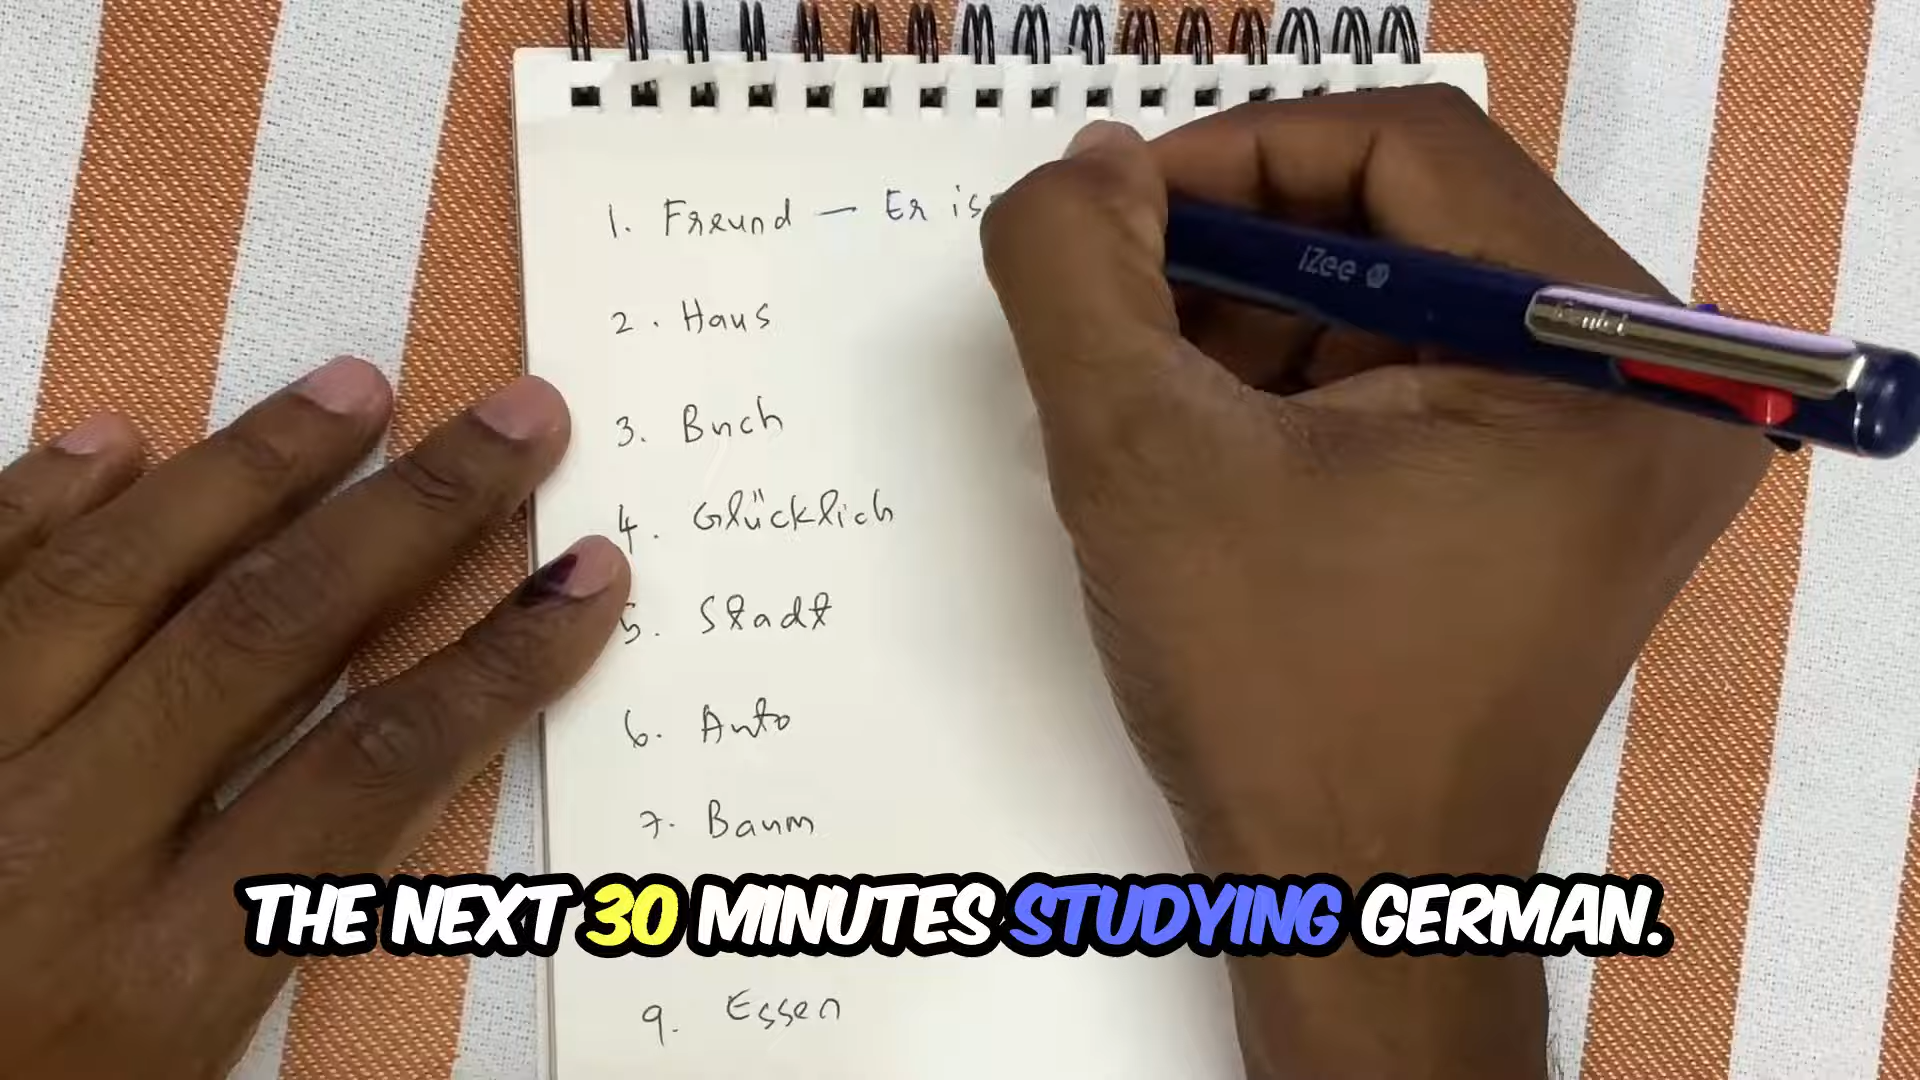 1. Freund — Er is
iZee
2. Haus
3. Buch
4. Glücklich
5. Stadt
6. Auto
7. Baum
THE NEXT 30 MINUTES STUDYING GERMAN.
9. Essen